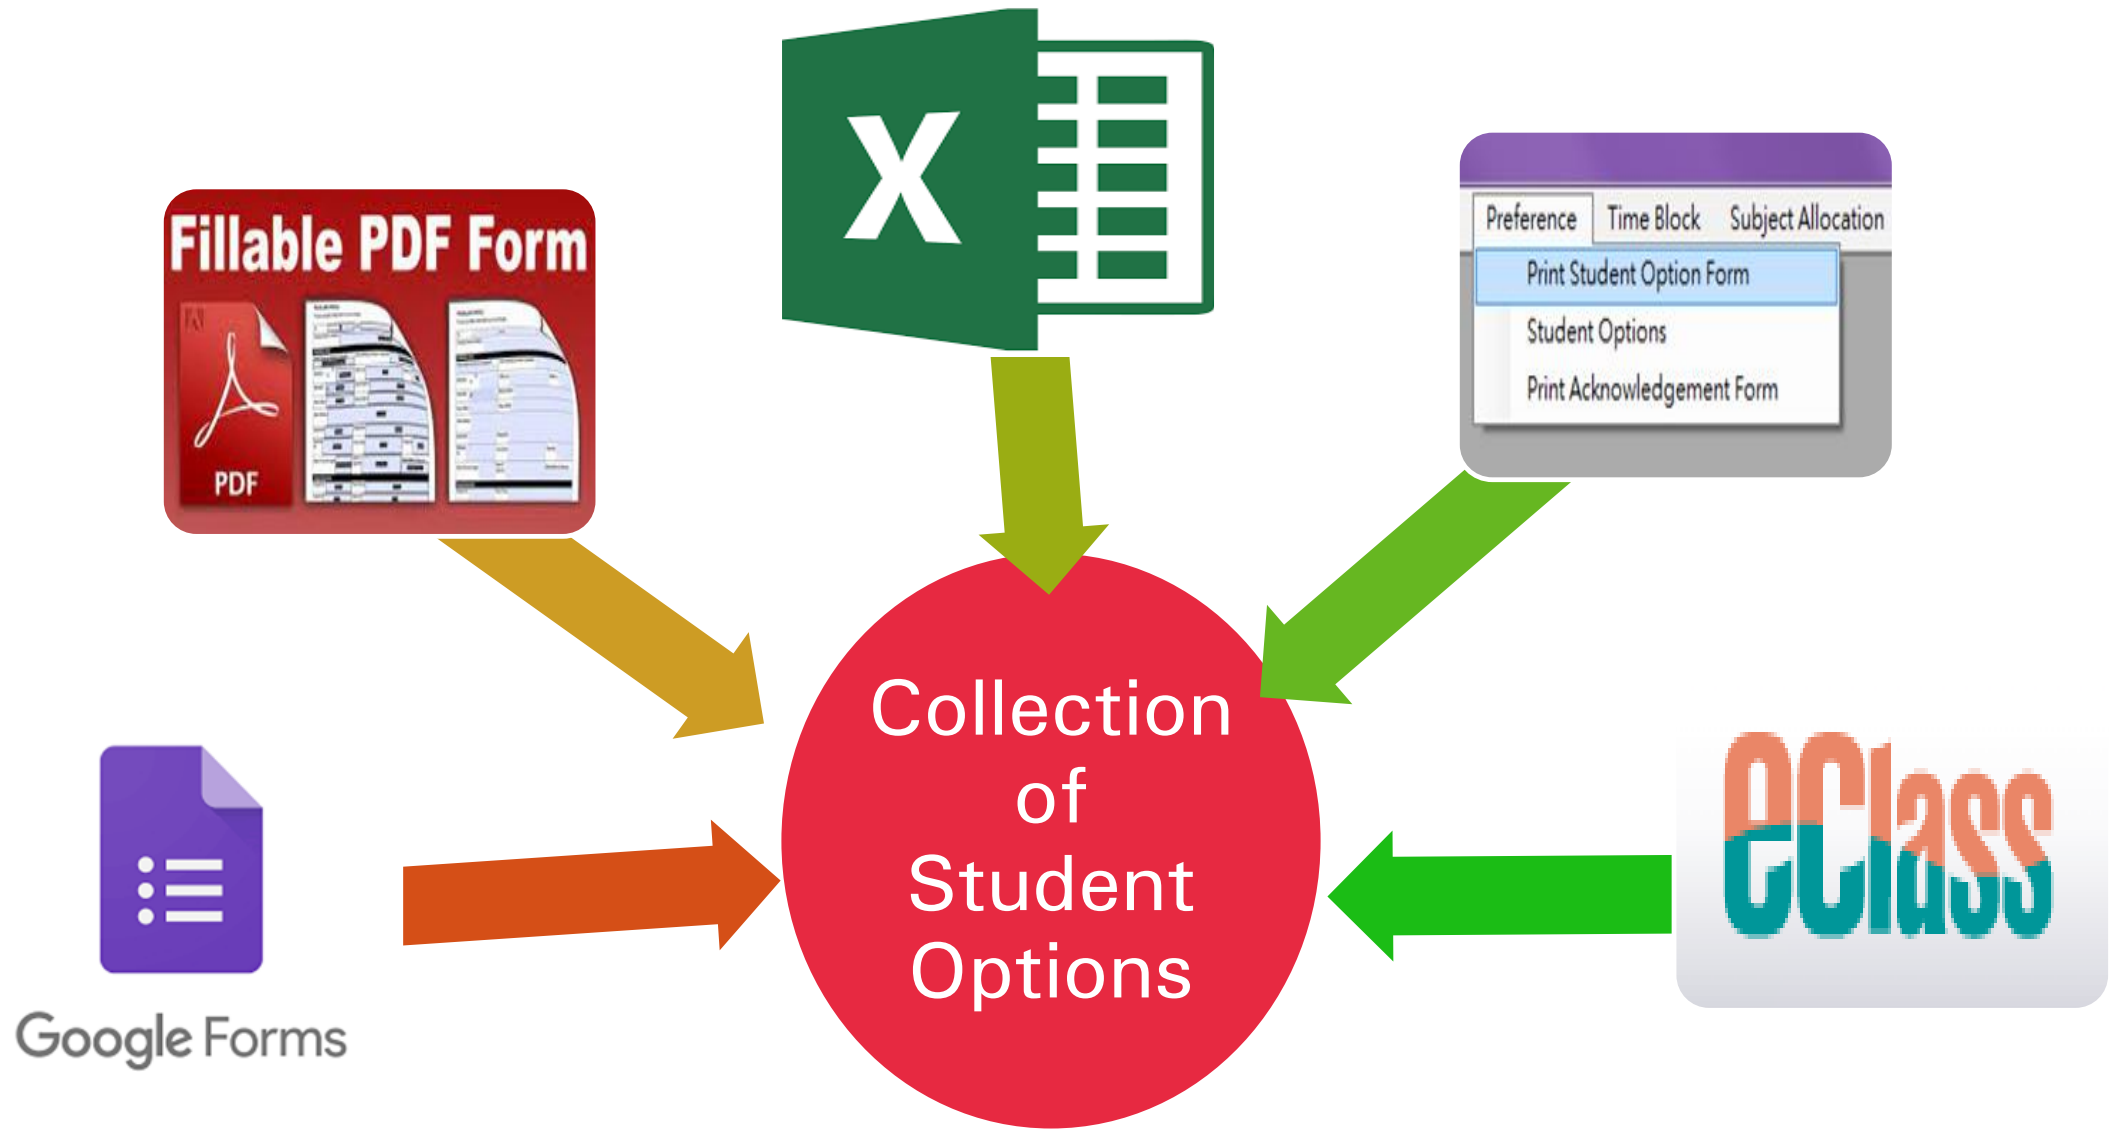 X
Fillable PDF Form
PDF
Preference Time Block Subject Allocation
Print Student Option Form
Student Options
Print Acknowledgement Form
Collection
of
Student
Options
Google Forms
eClass